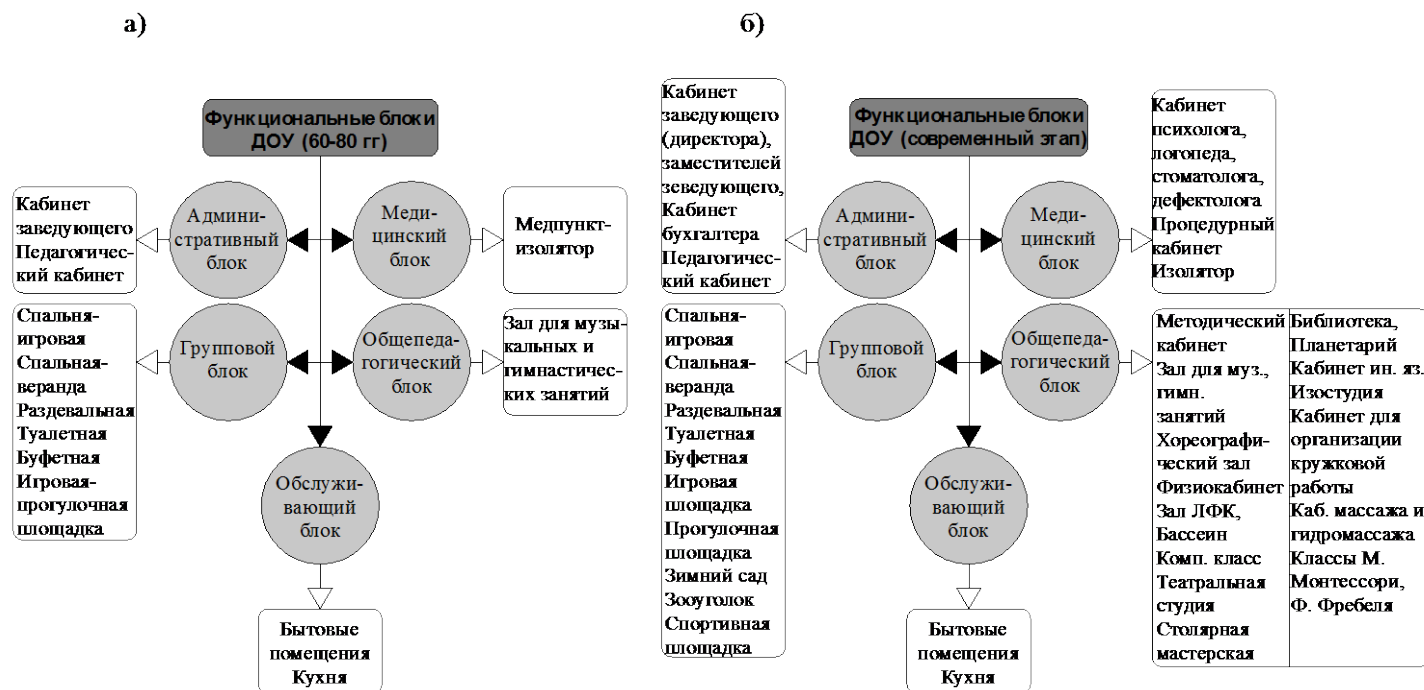 а)
Функциональные блоки
ДОУ (60-80 гг)
Кабинет
заведующего
Педагогичес-
кий кабинет
Админи-
стративный
блок
Меди-
цинский
блок
Медпункт-
изолятор
Спальня-
игровая
Спальная-
веранда
Раздевальная
Туалетная
Буфетная
Игровая-
прогулочная
площадка
Групповой
блок
Общепеда-
гогический
блок
Зал для музы-
кальных и
гимнастичес-
ких занятий
Обслужи-
вающий
блок
Бытовые
помещения
Кухня
б)
Функциональные блоки
ДОУ (современный этап)
Кабинет
заведующего
(директора),
заместителей
зеведующего,
Кабинет
бухгалтера
Педагогичес-
кий кабинет
Админи-
стративный
блок
Меди-
цинский
блок
Кабинет
психолога,
логопеда,
стоматолога,
дефектолога
Процедурный
кабинет
Изолятор
Спальня-
игровая
Спальная-
веранда
Раздевальная
Туалетная
Буфетная
Игровая
площадка
Прогулочная
площадка
Зимний сад
Зооуголок
Спортивная
площадка
Групповой
блок
Общепеда-
гогический
блок
Методический
кабинет
Зал для муз.,
гимн.
занятий
Хореографи-
ческий зал
Физиокабинет
Зал ЛФК,
Бассеин
Комп. класс
Театральная
студия
Столярная
мастерская
Библиотека,
Планетарий
Кабинет ин. яз.
Изостудия
Кабинет для
организации
кружковой
работы
Каб. массажа и
гидромассажа
Классы М.
Монтессори,
Ф. Фребеля
Обслужи-
вающий
блок
Бытовые
помещения
Кухня